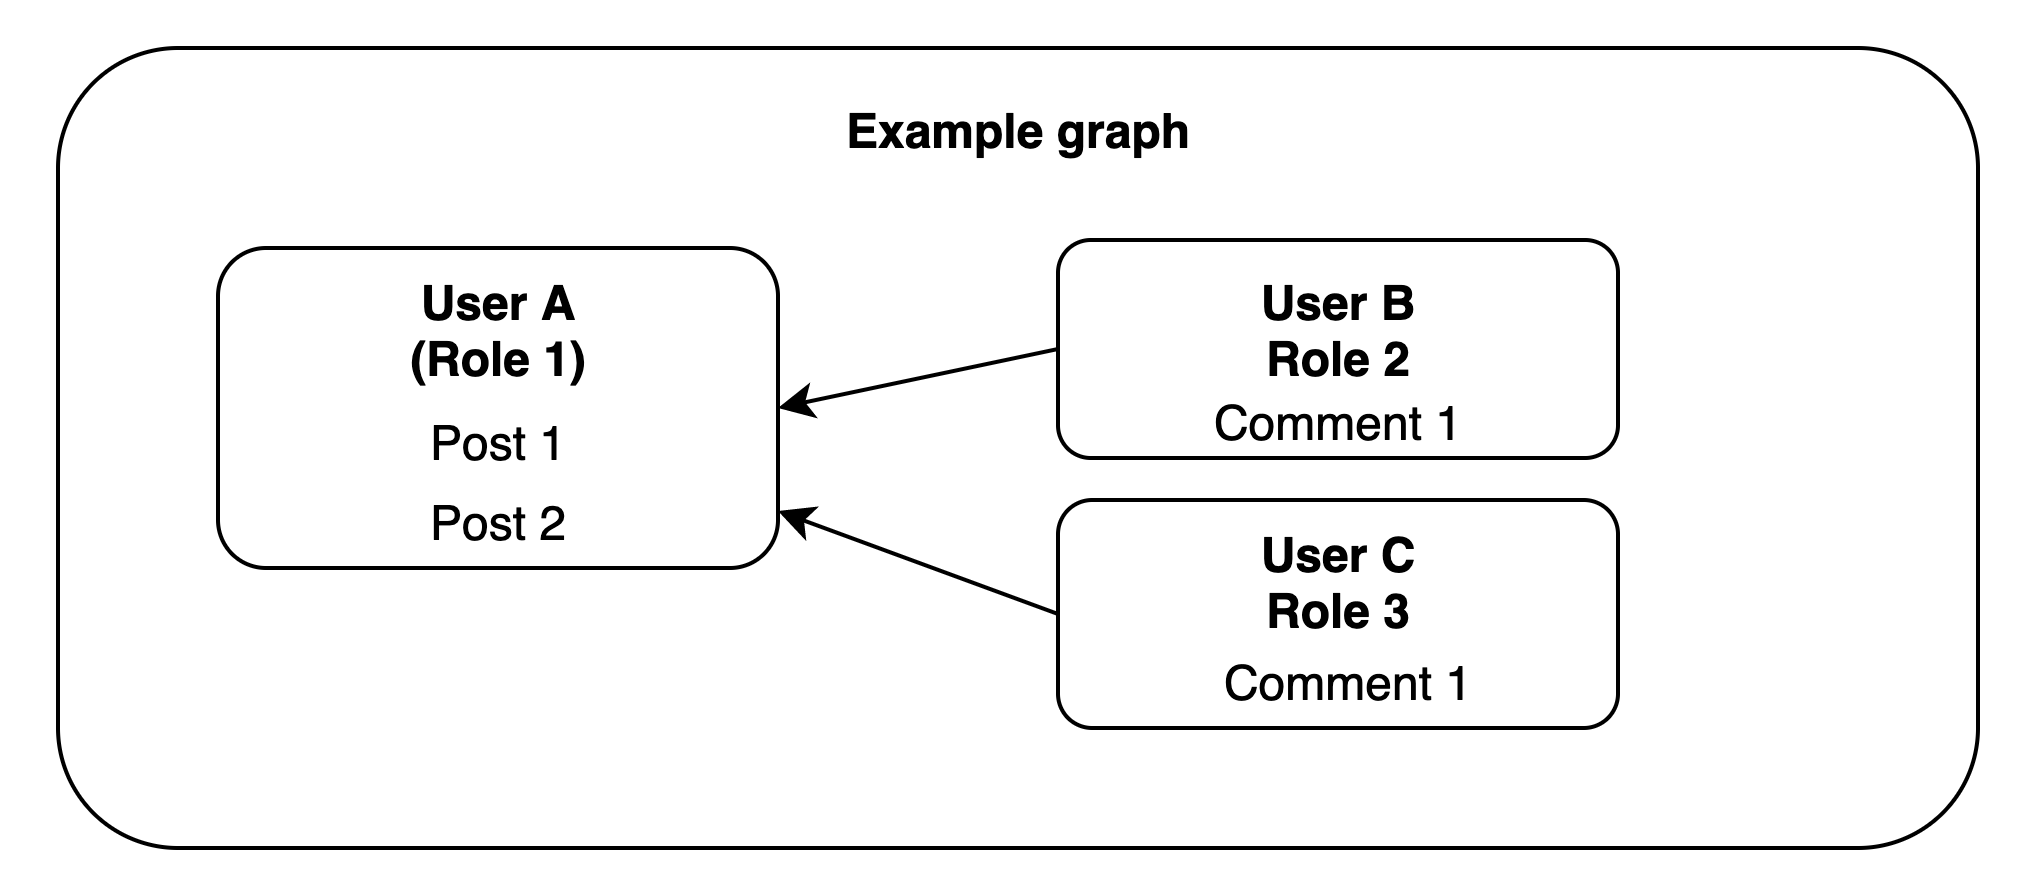 Example graph
User A
(Role 1)
Post 1
Post 2
User B
Role 2
Comment 1
User C
Role 3
Comment 1